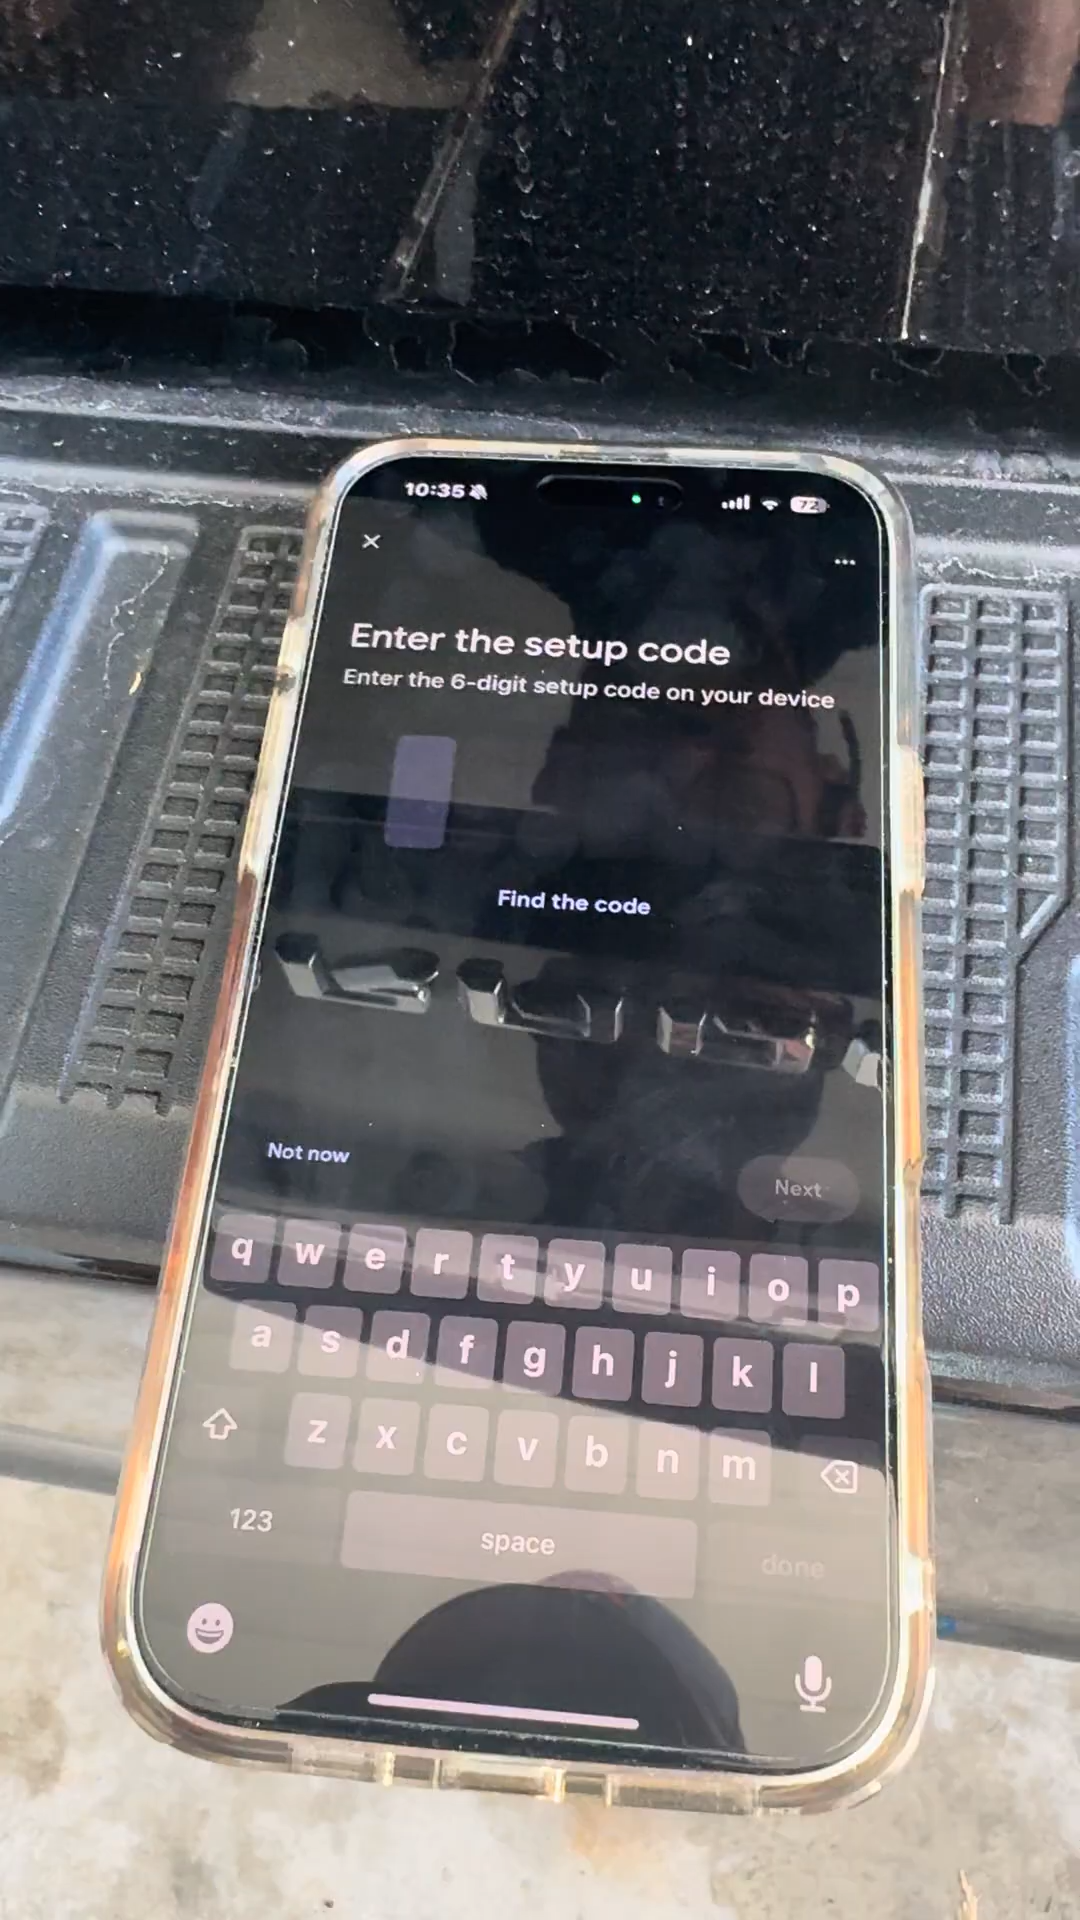 10:35
72
Enter the setup code
Enter the 6-digit setup code on your device
Find the code
Not now
Next
q w e r t y u i o p
a s d f g h j k l
z x c v b n m
123 space done